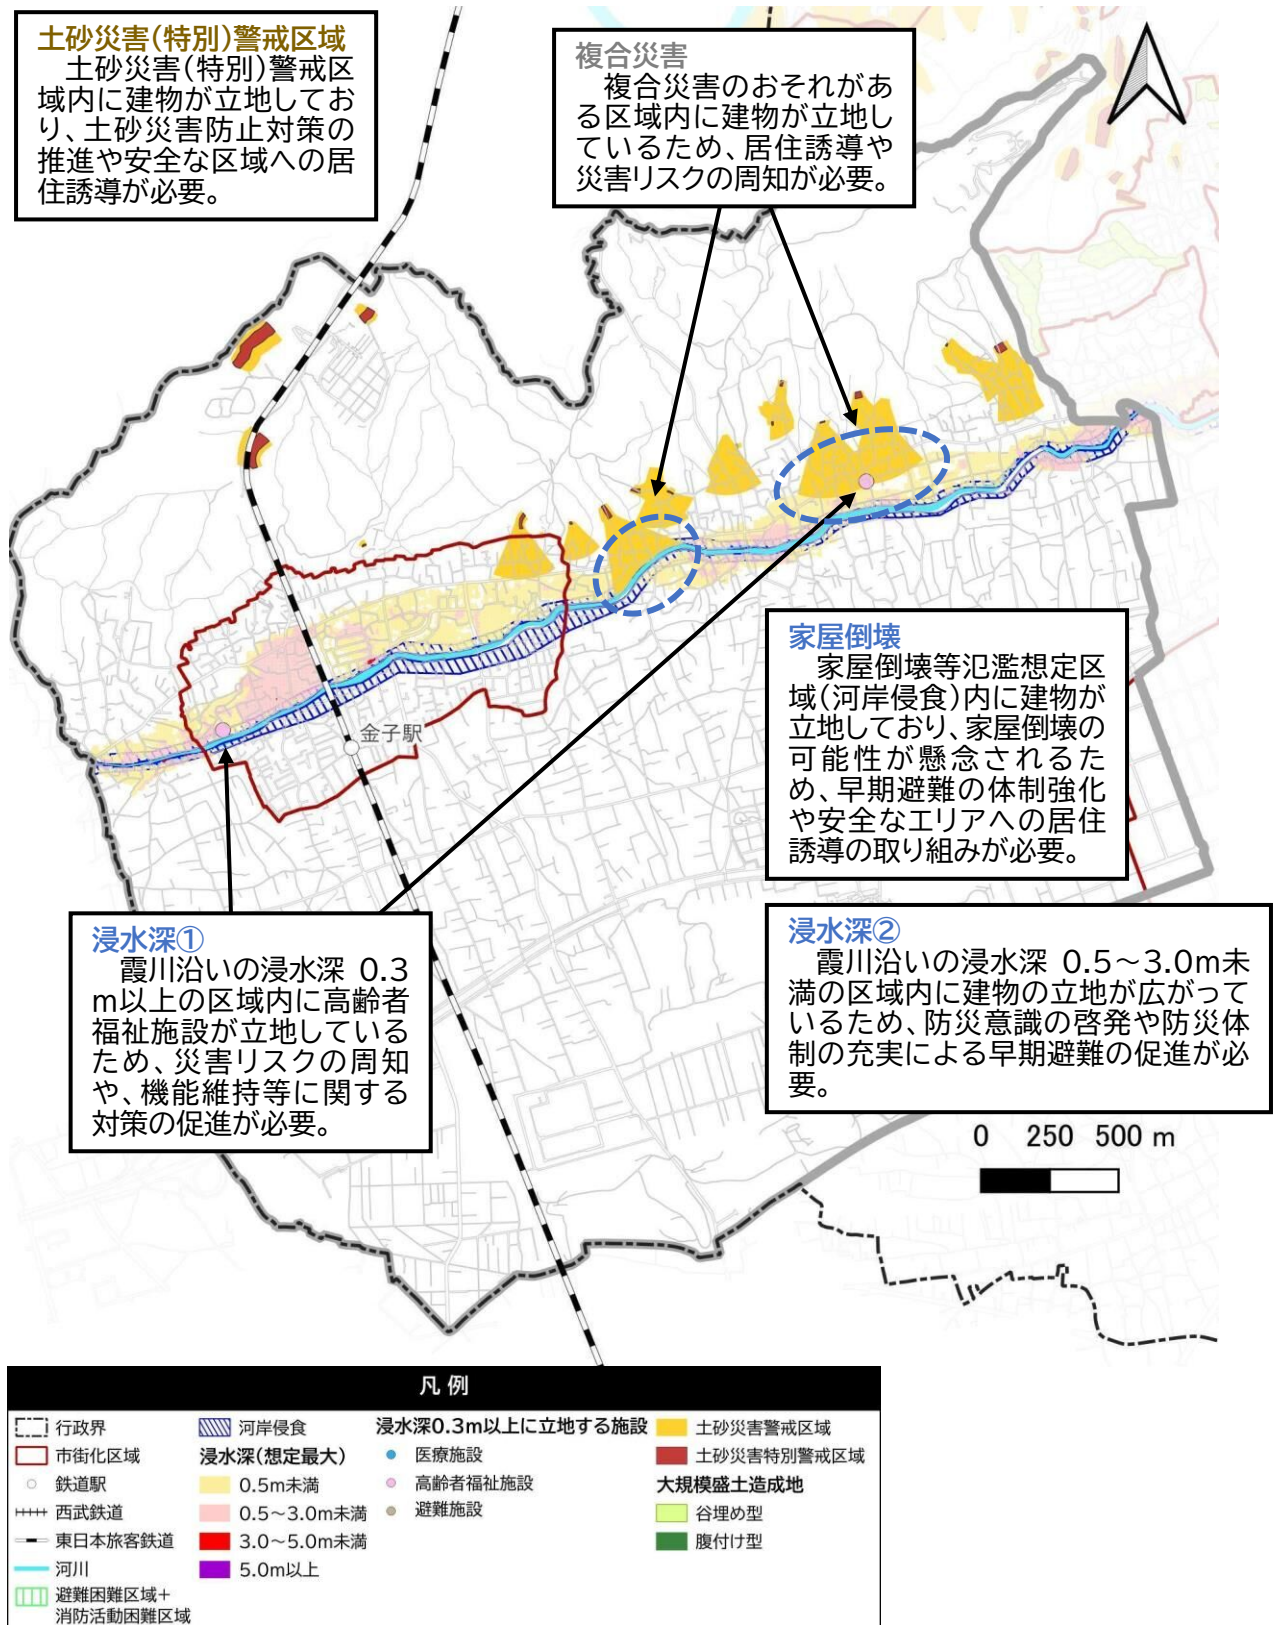 土砂災害(特別)警戒区域
土砂災害(特別)警戒区
域内に建物が立地してお
り、土砂災害防止対策の
推進や安全な区域への居
住誘導が必要。
複合災害
複合災害のおそれがあ
る区域内に建物が立地し
ているため、居住誘導や
災害リスクの周知が必要。
家屋倒壊
家屋倒壊等氾濫想定区
域(河岸侵食)内に建物が
立地しており、家屋倒壊の
可能性が懸念されるた
め、早期避難の体制強化
や安全なエリアへの居住
誘導の取り組みが必要。
金子駅
浸水深①
霞川沿いの浸水深 0.3
m以上の区域内に高齢者
福祉施設が立地している
ため、災害リスクの周知
や、機能維持等に関する
対策の促進が必要。
浸水深②
霞川沿いの浸水深 0.5～3.0m未
満の区域内に建物の立地が広がって
いるため、防災意識の啓発や防災体
制の充実による早期避難の促進が必
要。
0 250 500 m
凡例
行政界
市街化区域
鉄道駅
西武鉄道
東日本旅客鉄道
河川
避難困難区域+
消防活動困難区域
河岸侵食
浸水深(想定最大)
0.5m未満
0.5～3.0m未満
3.0～5.0m未満
5.0m以上
浸水深0.3m以上に立地する施設
医療施設
高齢者福祉施設
避難施設
土砂災害警戒区域
土砂災害特別警戒区域
大規模盛土造成地
谷埋め型
腹付け型